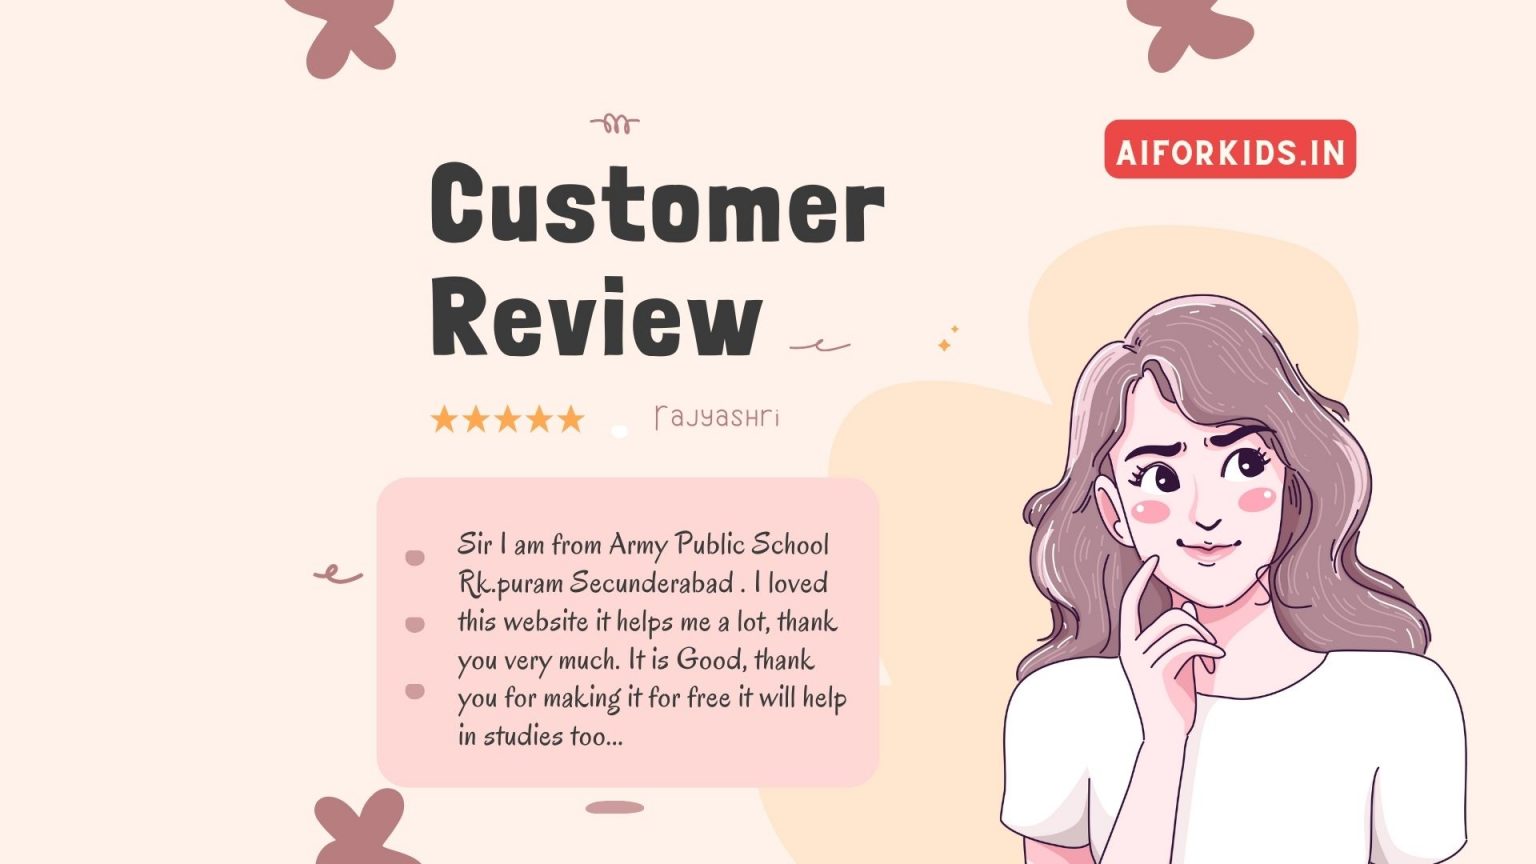 AIFORKIDS.IN
Customer
Review
rajyashri
Sir I am from Army Public School
Rk.puram Secunderabad . I loved
this website it helps me a lot, thank
you very much. It is Good, thank
you for making it for free it will help
in studies too...